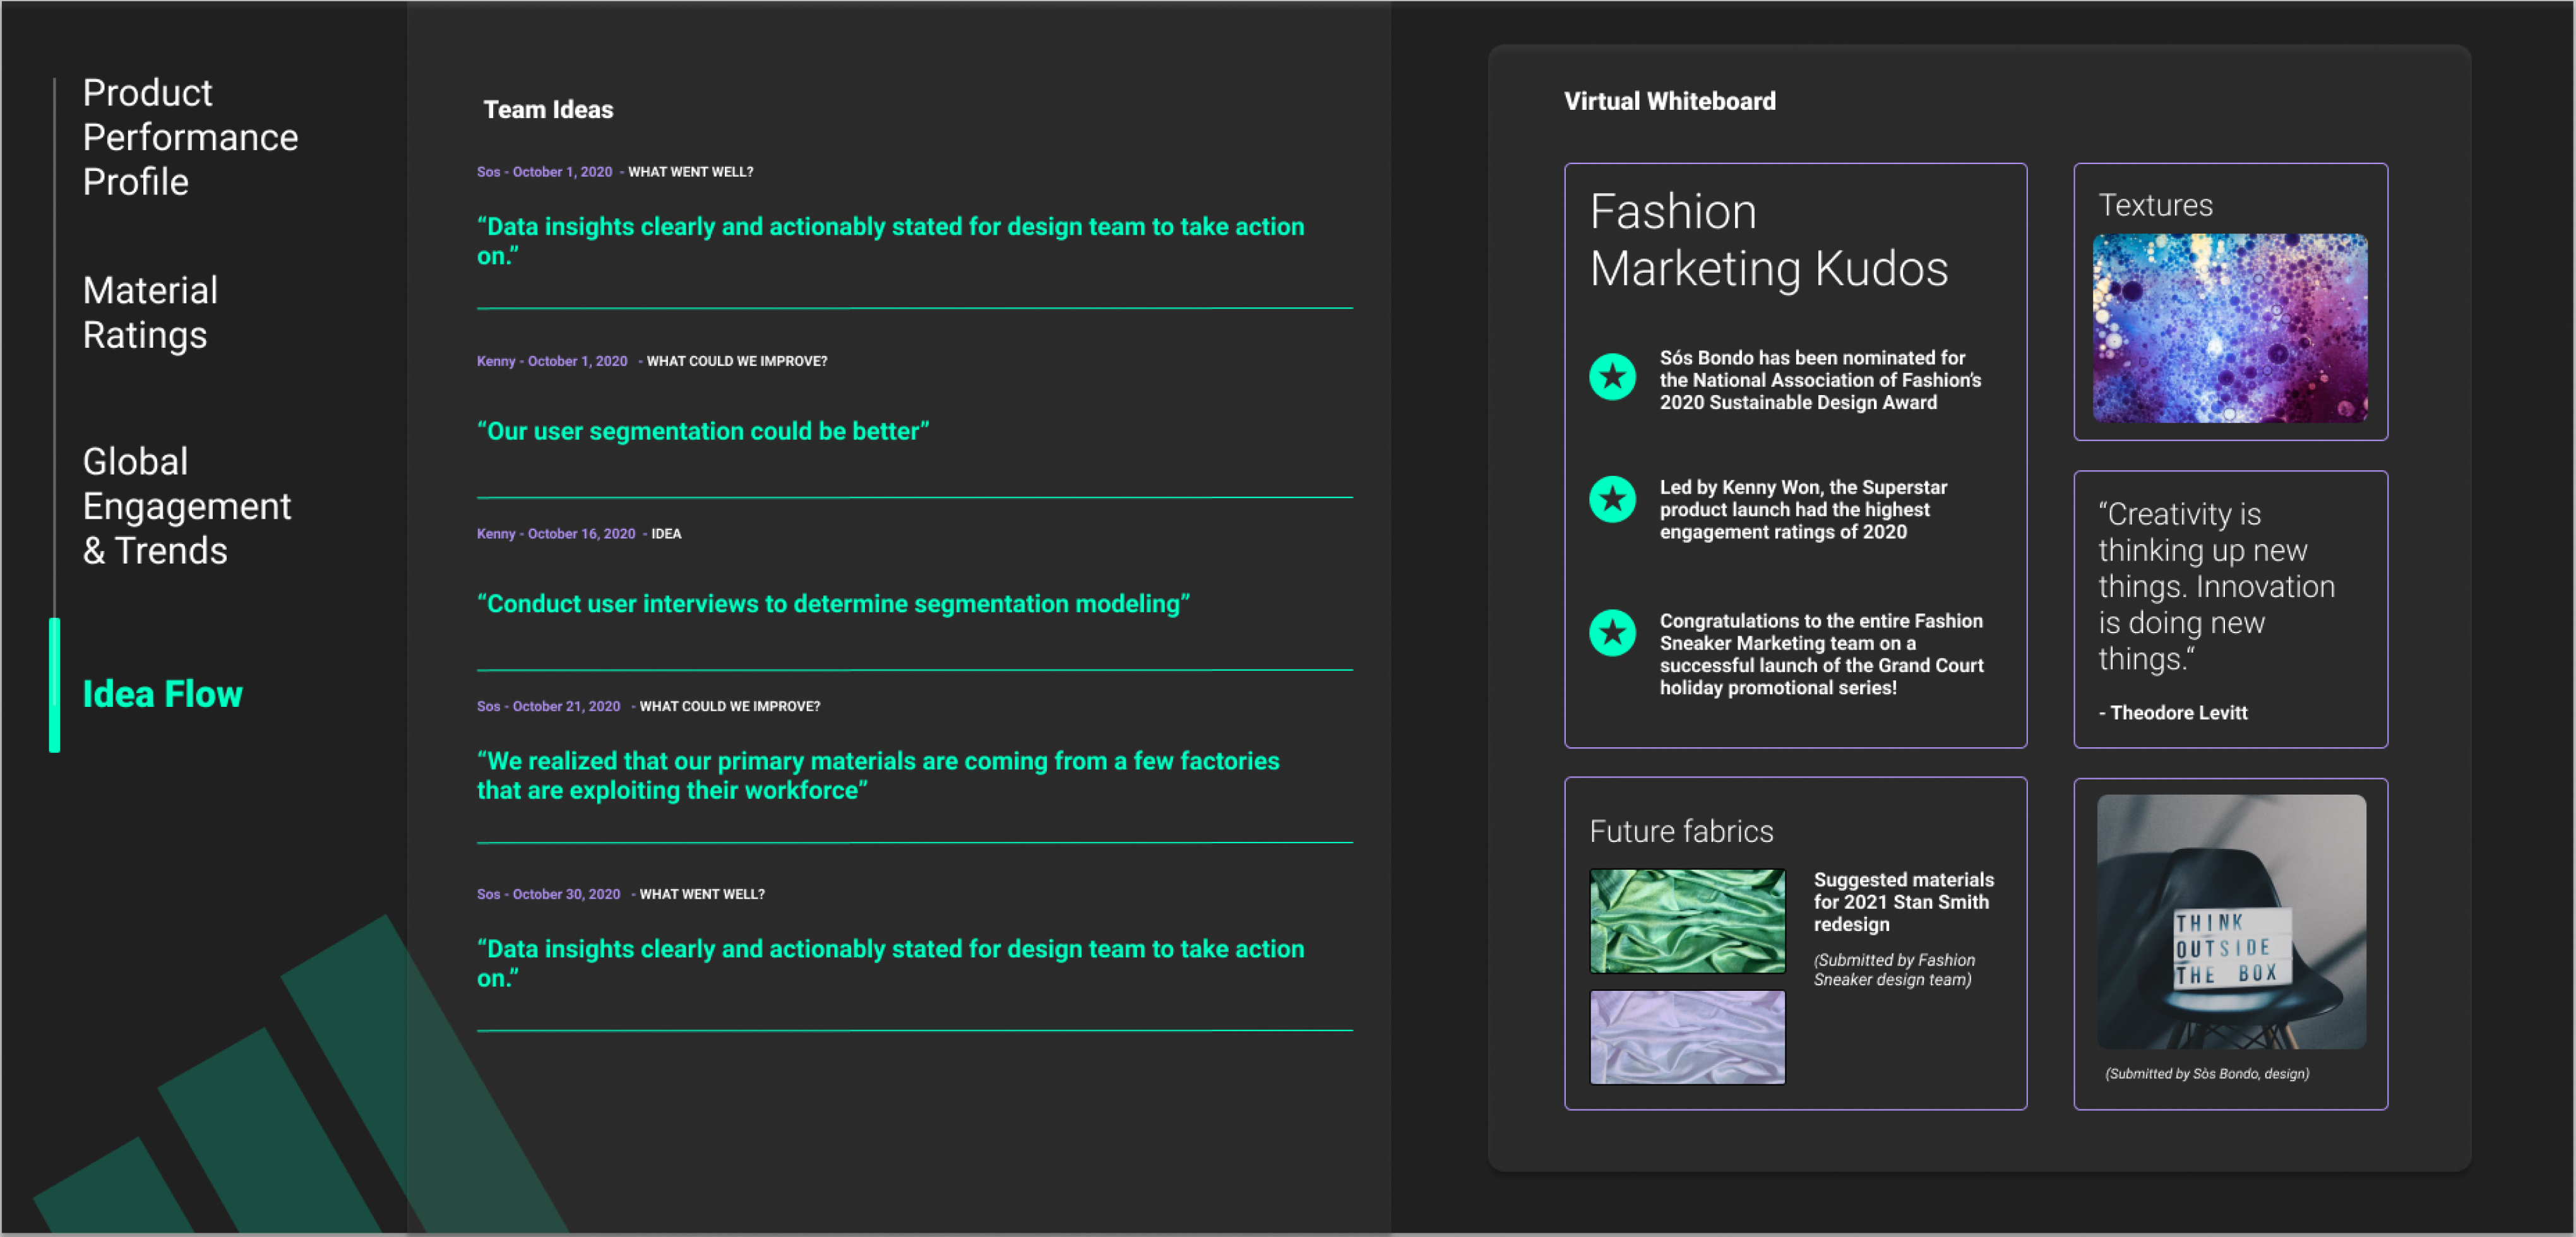 Product
Performance
Profile
Material
Ratings
Global
Engagement
& Trends
Idea Flow
Team Ideas
Sos - October 1, 2020 - WHAT WENT WELL?
“Data insights clearly and actionably stated for design team to take action
on.”
Kenny - October 1, 2020 - WHAT COULD WE IMPROVE?
“Our user segmentation could be better”
Kenny - October 16, 2020 - IDEA
“Conduct user interviews to determine segmentation modeling”
Sos - October 21, 2020 - WHAT COULD WE IMPROVE?
“We realized that our primary materials are coming from a few factories
that are exploiting their workforce”
Sos - October 30, 2020 - WHAT WENT WELL?
“Data insights clearly and actionably stated for design team to take action
on.”
Virtual Whiteboard
Fashion
Marketing Kudos
Sós Bondo has been nominated for
the National Association of Fashion’s
2020 Sustainable Design Award
Led by Kenny Won, the Superstar
product launch had the highest
engagement ratings of 2020
Congratulations to the entire Fashion
Sneaker Marketing team on a
successful launch of the Grand Court
holiday promotional series!
Textures
“Creativity is
thinking up new
things. Innovation
is doing new
things.“
- Theodore Levitt
Future fabrics
Suggested materials
for 2021 Stan Smith
redesign
(Submitted by Fashion
Sneaker design team)
THINK
OUTSIDE
THE BOX
(Submitted by Sòs Bondo, design)